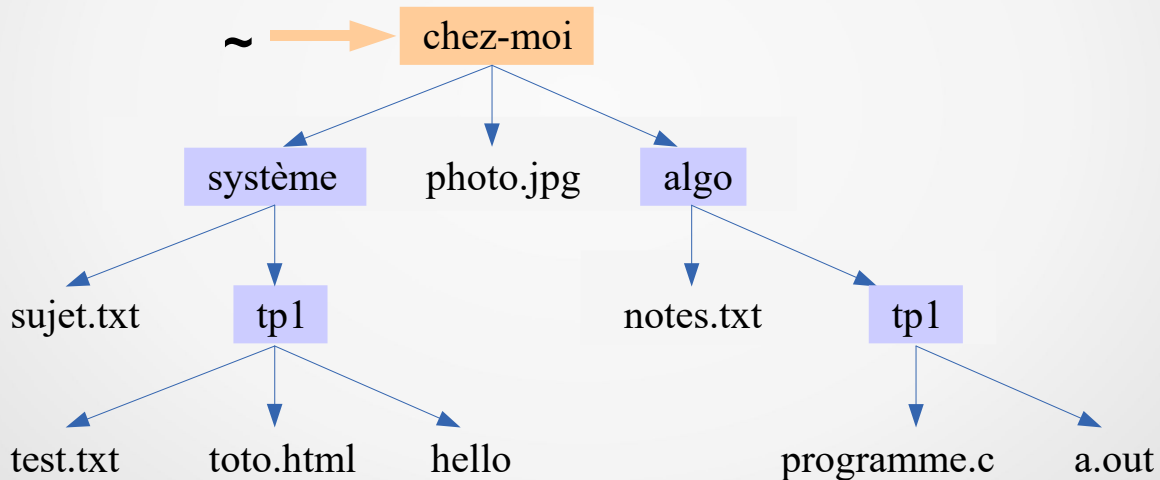 ~ chez-moi
système photo.jpg algo
sujet.txt tp1 notes.txt tp1
test.txt toto.html hello programme.c a.out